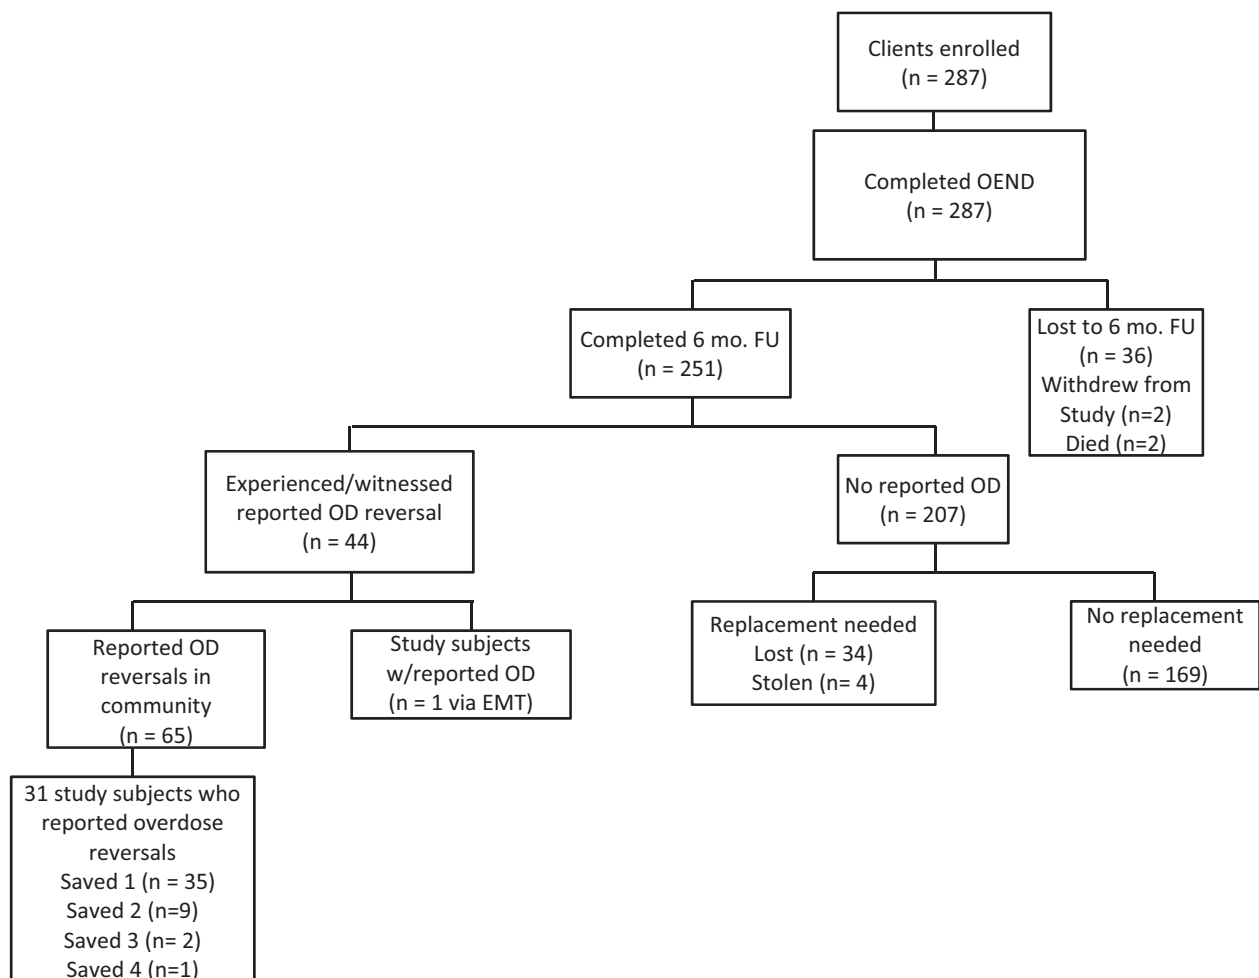 Clients enrolled
(n = 287)
Completed OEND
(n = 287)
Completed 6 mo. FU
(n = 251)
Lost to 6 mo. FU
(n = 36)
Withdrew from
Study (n=2)
Died (n=2)
Experienced/witnessed
reported OD reversal
(n = 44)
No reported OD
(n = 207)
Reported OD
reversals in
community
(n = 65)
Study subjects
w/reported OD
(n = 1 via EMT)
Replacement needed
Lost (n = 34)
Stolen (n= 4)
No replacement
needed
(n = 169)
31 study subjects who
reported overdose
reversals
Saved 1 (n = 35)
Saved 2 (n=9)
Saved 3 (n= 2)
Saved 4 (n=1)